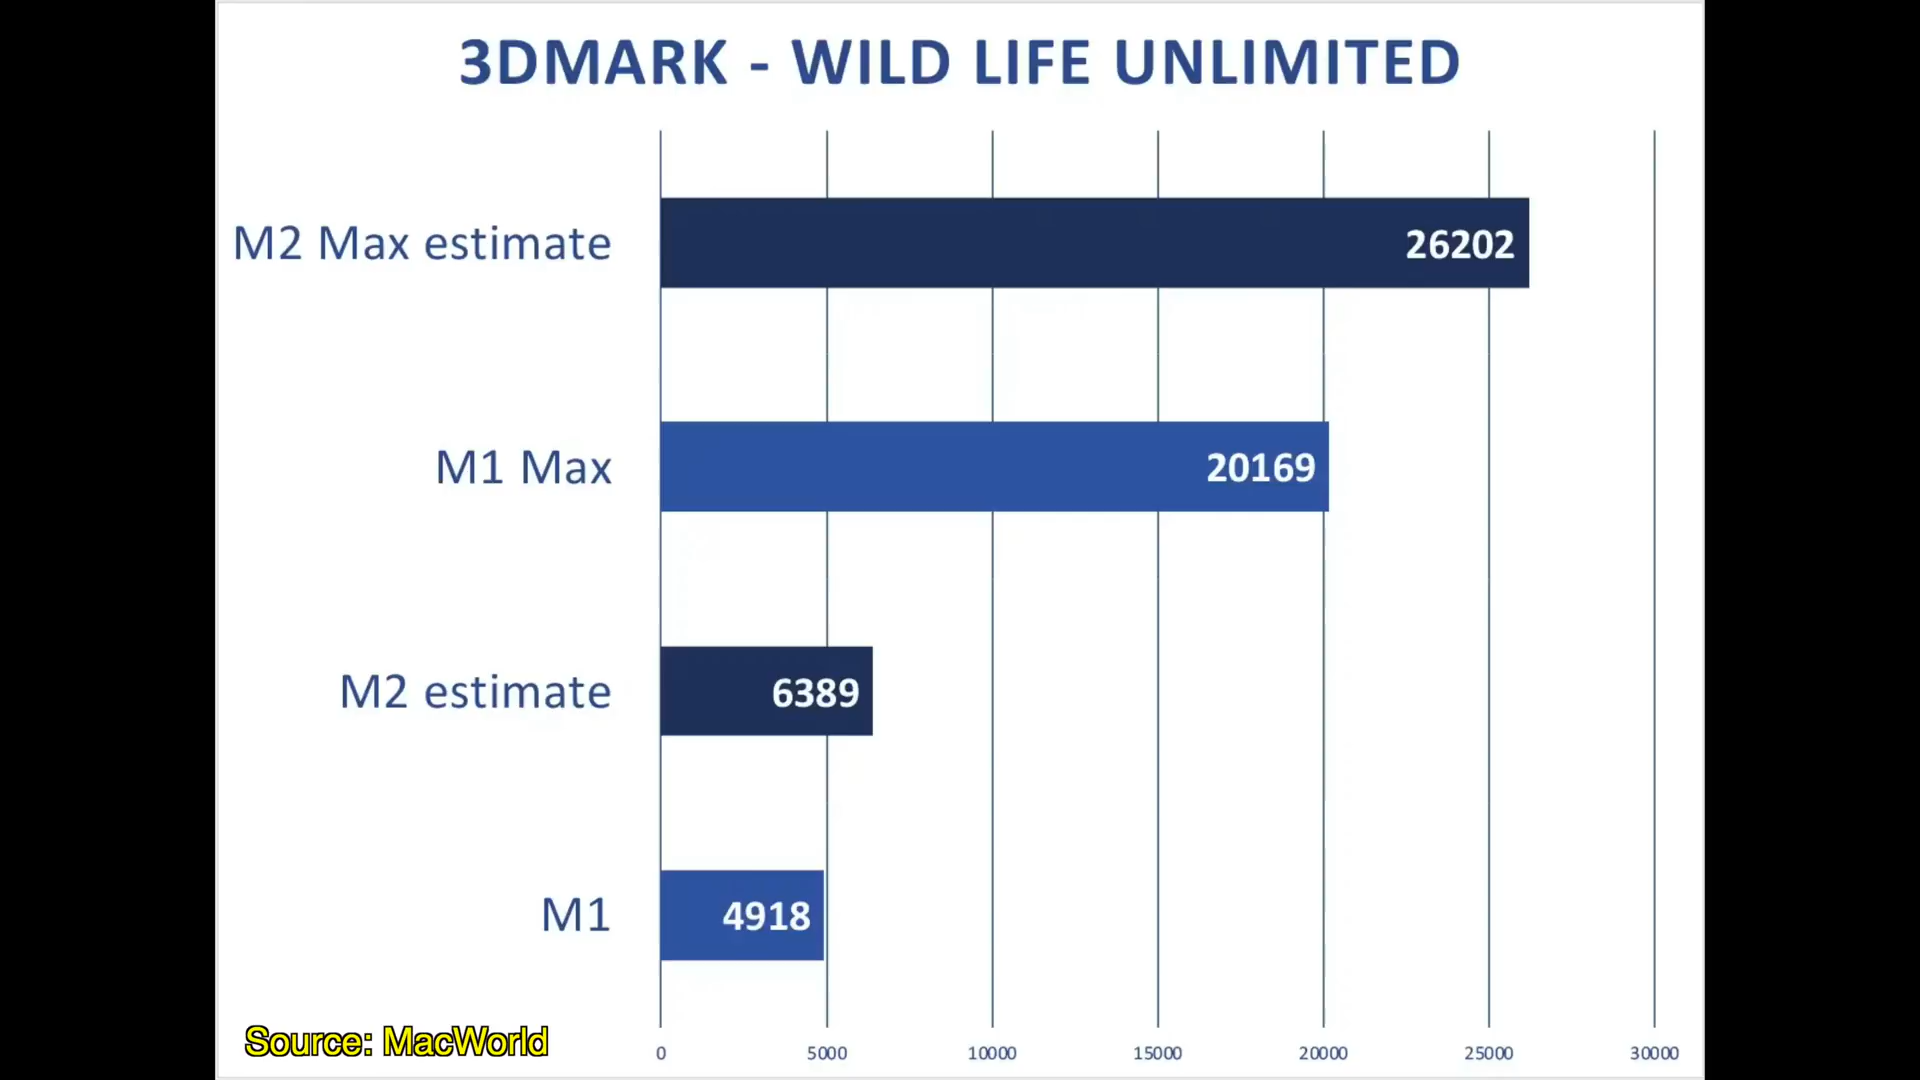 3DMARK - WILD LIFE UNLIMITED
M2 Max estimate
26202
M1 Max
20169
M2 estimate
6389
M1
4918
0 5000 10000 15000 20000 25000 30000
Source: MacWorld